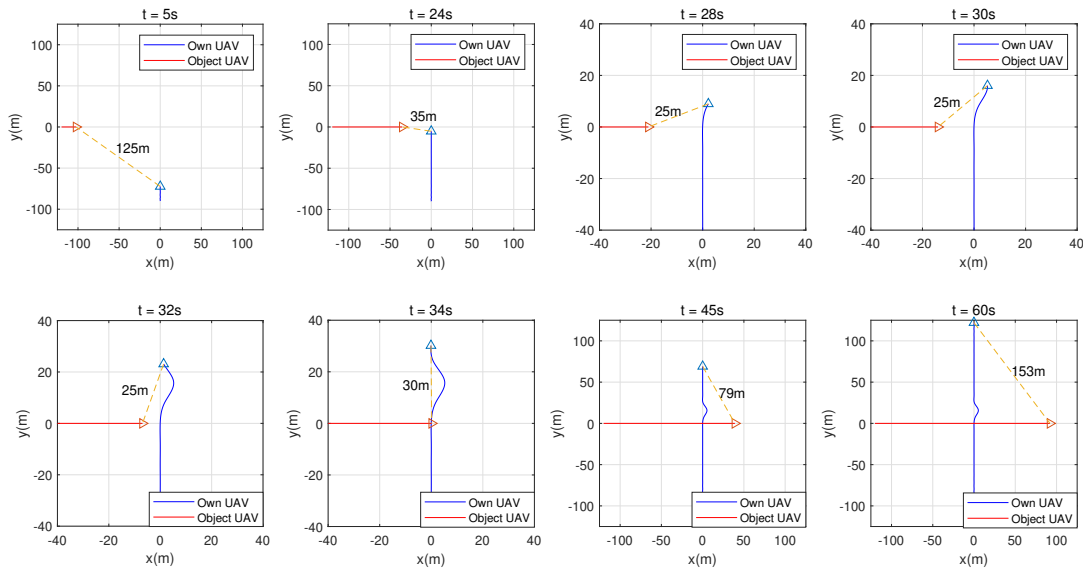 t = 5s
100
50
0
-50
-100
y(m)
-100 -50 0 50 100
x(m)
Own UAV
Object UAV
125m
t = 24s
100
50
0
-50
-100
y(m)
-100 -50 0 50 100
x(m)
Own UAV
Object UAV
35m
t = 28s
40
20
0
-20
-40
y(m)
-40 -20 0 20 40
x(m)
Own UAV
Object UAV
25m
t = 30s
40
20
0
-20
-40
y(m)
-40 -20 0 20 40
x(m)
Own UAV
Object UAV
25m
t = 32s
40
20
0
-20
-40
y(m)
-40 -20 0 20 40
x(m)
Own UAV
Object UAV
25m
t = 34s
40
20
0
-20
-40
y(m)
-40 -20 0 20 40
x(m)
Own UAV
Object UAV
30m
t = 45s
100
50
0
-50
-100
y(m)
-100 -50 0 50 100
x(m)
Own UAV
Object UAV
79m
t = 60s
100
50
0
-50
-100
y(m)
-100 -50 0 50 100
x(m)
Own UAV
Object UAV
153m